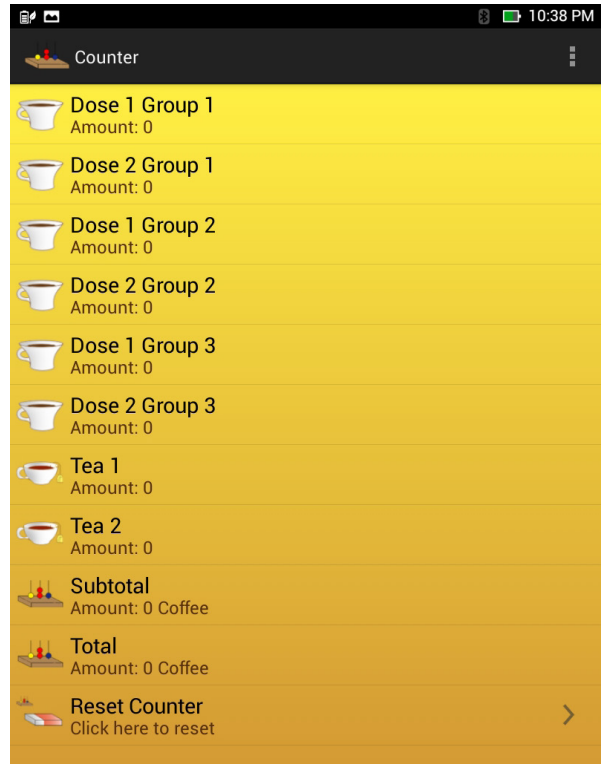 10:38 PM
Counter
Dose 1 Group 1
Amount: 0
Dose 2 Group 1
Amount: 0
Dose 1 Group 2
Amount: 0
Dose 2 Group 2
Amount: 0
Dose 1 Group 3
Amount: 0
Dose 2 Group 3
Amount: 0
Tea 1
Amount: 0
Tea 2
Amount: 0
Subtotal
Amount: 0 Coffee
Total
Amount: 0 Coffee
Reset Counter
Click here to reset